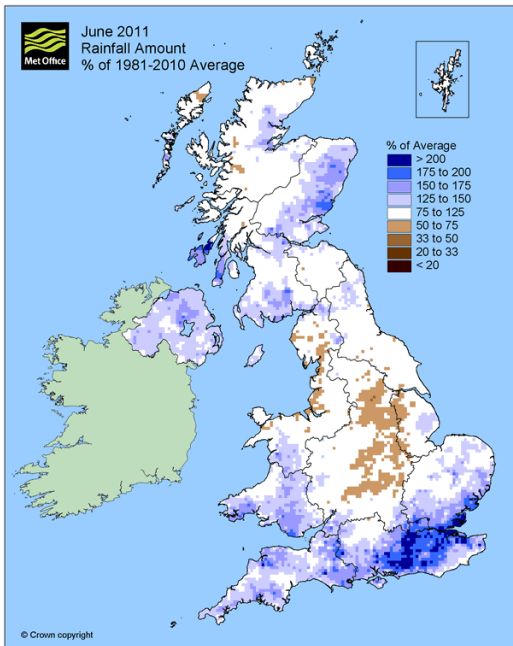 June 2011
Rainfall Amount
% of 1981-2010 Average
Met Office
% of Average
> 200
175 to 200
150 to 175
125 to 150
75 to 125
50 to 75
33 to 50
20 to 33
< 20
© Crown copyright